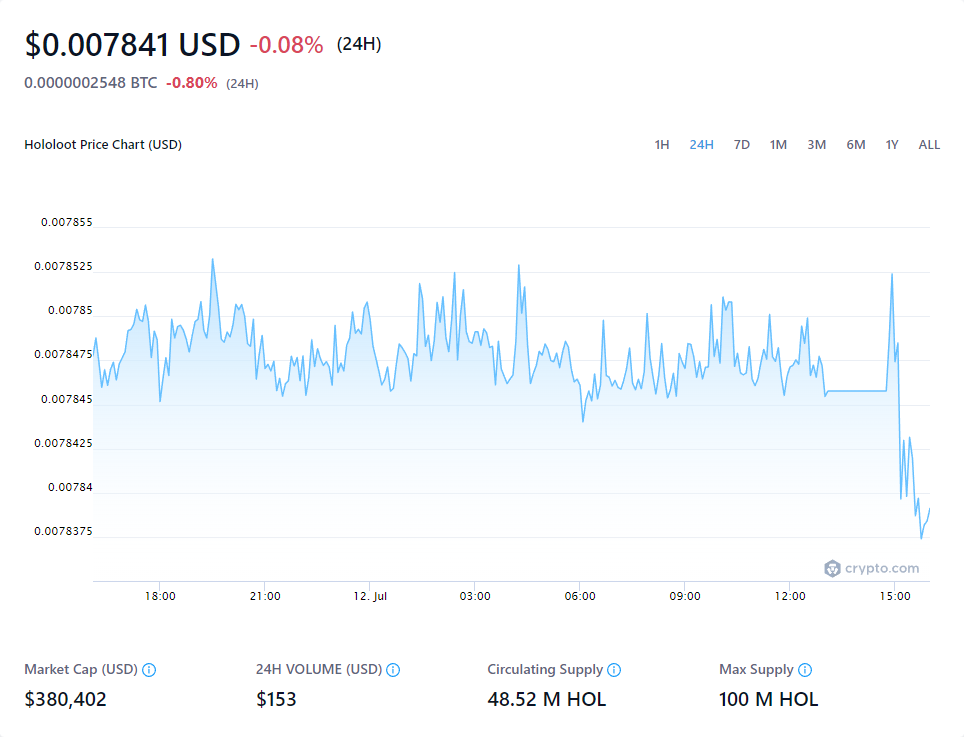 $0.007841 USD -0.08% (24H)
0.0000002548 BTC -0.80% (24H)
Hololoot Price Chart (USD) 1H 24H 7D 1M 3M 6M 1Y ALL
0.007855
0.0078525
0.00785
0.0078475
0.007845
0.0078425
0.00784
0.0078375
crypto.com
18:00 21:00 12. Jul 03:00 06:00 09:00 12:00 15:00
Market Cap (USD) 24H VOLUME (USD) Circulating Supply Max Supply
$380,402 $153 48.52 M HOL 100 M HOL